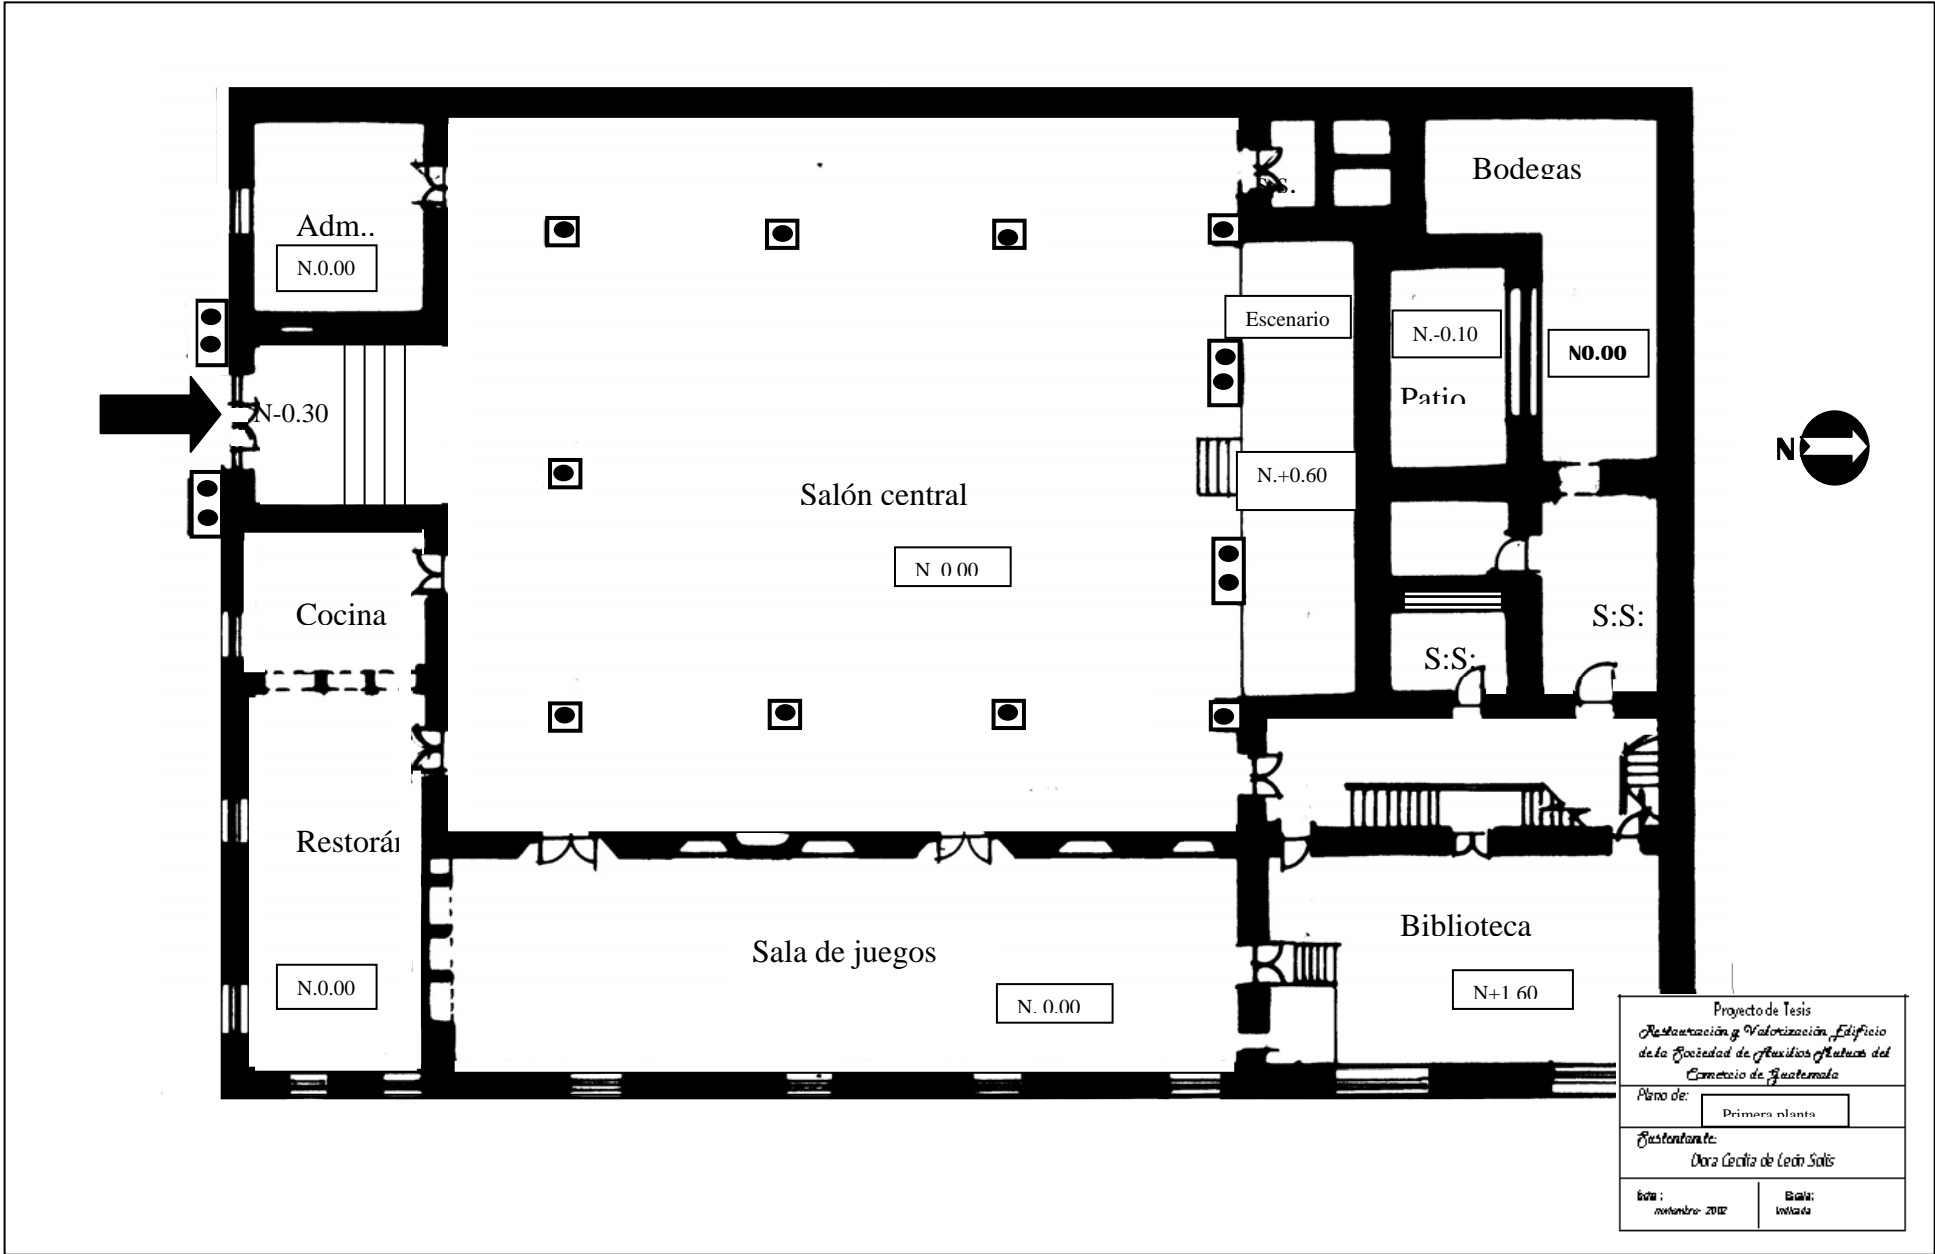 Bodegas
s.s.
Adm..
N.0.00
Escenario
N.-0.10
N0.00
Patio
N-0.30
N
N.+0.60
Salón central
N 0.00
Cocina
S:S:
S:S:
Restorán
Biblioteca
Sala de juegos
N.0.00
N. 0.00
N+1.60
Proyecto de Tesis
Restauración y Valorización Edificio
de la Sociedad de Auxilios Mutuos del
Comercio de Guatemala
Plano de:
Primera planta
Sustentante:
Cecilia de León Solís
fecha :
noviembre- 2002
Escala:
indicada